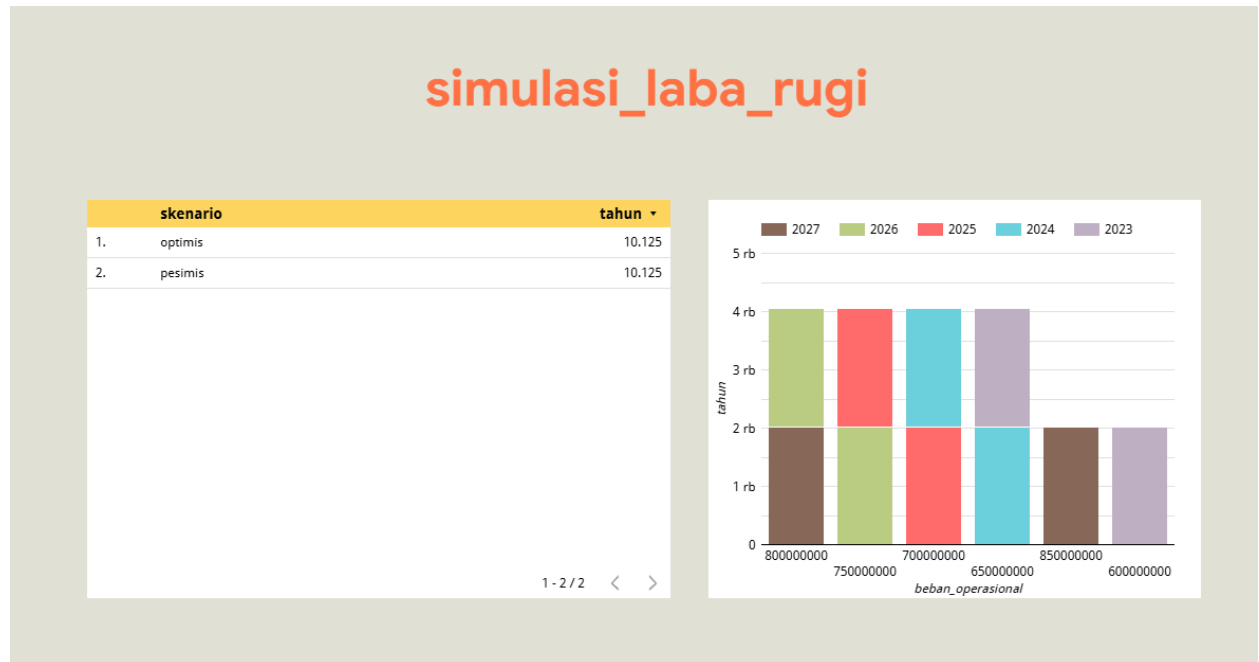 simulasi_laba_rugi
skenario tahun
1. optimis 10.125
2. pesimis 10.125
1 - 2 / 2
2027 2026 2025 2024 2023
5 rb
4 rb
3 rb
2 rb
1 rb
0
tahun
800000000 700000000 850000000
750000000 650000000 600000000
beban_operasional